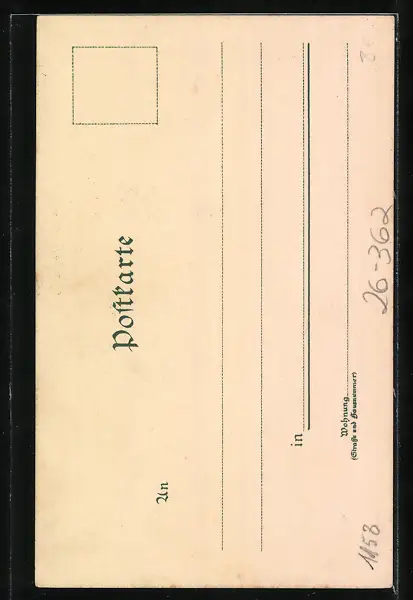 Postkarte
An
in
Wohnung
(Straße und Hausnummer)
26-362
1158